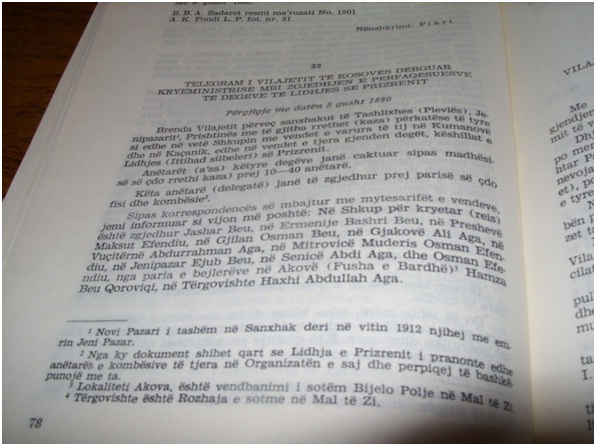 B. B. A. Sadaret resmi ma'ruzati No, 1301
A. K. Fondi L, P. fot. nr. 31
Nënshkrimi: Fikri
32
TELEGRAM I VILAJETIT TË KOSOVËS DËRGUAR
KRYEMINISTRISË MBI ZGJEDHJEN E PËRFAQËSUESVE
TË DEGËVE TË LIDHJES SË PRIZRENIT
Përgjigje me datën 5 gusht 1880
Brenda Vilajetit përveç sanxhakut të Tashlixhes (Plevlës), Je-
nipazarit¹, Prishtinës me të gjitha rrethet (kaza) përkatëse të tyre
si edhe në vetë Shkupin me vendet e varura të tij në Kumanovë
dhe në Kaçanik, edhe në vendet e tjera gjenden degët, këshillat e
Lidhjes (Ittihad sübeleri) së Prizrenit.
Anëtarët (a'za) këtyre degëve janë caktuar sipas madhësi-
së së çdo rrethi kaza) prej 10—40 anëtarë.
Këta anëtarë (delegatë) janë të zgjedhur prej parisë së çdo
fisi dhe kombësie².
Sipas korrespondencës së mbajtur me mytesarifët e vendeve,
jemi informuar si vijon më poshtë: Në Shkup për kryetar (reis)
është zgjedhur Jashar Beu, në Ermenije Bashri Beu, në Preshevë
Maksut Efendiu, në Gjilan Osman Beu, në Gjakovë Ali Aga, në
Vuçitërnë Abdurrahman Aga, në Mitrovicë Muderis Osman Efen-
diu, në Jenipazar Ejub Beu, në Senicë Abdi Aga, dhe Osman Efe-
ndiu, nga paria e bejlerëve në Akovë (Fusha e Bardhë)³ Hamza
Beu Qoroviqi, në Tërgovishte Haxhi Abdullah Aga.
¹ Novi Pazari i tashëm në Sanxhak deri në vitin 1912 njihej me em-
rin Jeni Pazar.
² Nga ky dokument shihet qart se Lidhja e Prizrenit i pranonte edhe
anëtarët e kombësive të tjera në Organizatën e saj dhe perpiqej të bashkë-
punojë me ta.
³ Lokaliteti Akova, është vendbanimi i sotëm Bijelo Polje në Mal të Zi.
⁴ Tërgovishte është Rozhaja e sotme në Mal të Zi.
78